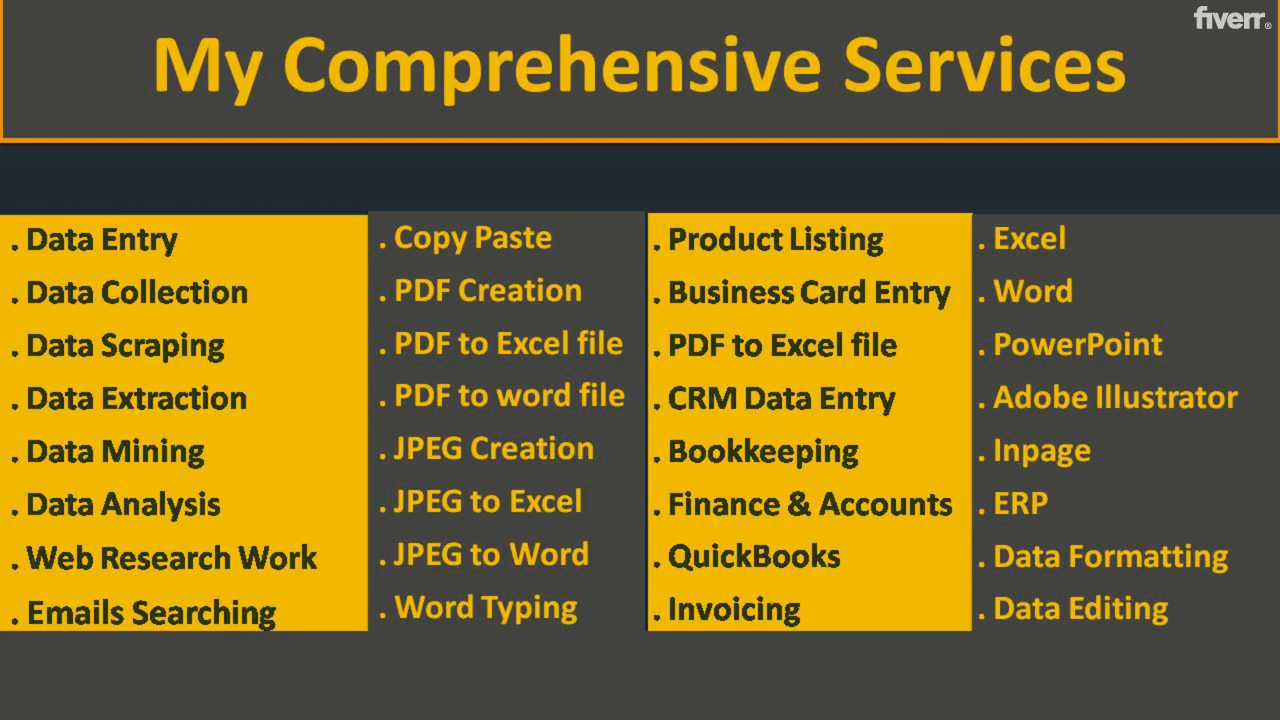 fiverr®
My Comprehensive Services
. Data Entry
. Data Collection
. Data Scraping
. Data Extraction
. Data Mining
. Data Analysis
. Web Research Work
. Emails Searching
. Copy Paste
. PDF Creation
. PDF to Excel file
. PDF to word file
. JPEG Creation
. JPEG to Excel
. JPEG to Word
. Word Typing
. Product Listing
. Business Card Entry
. PDF to Excel file
. CRM Data Entry
. Bookkeeping
. Finance & Accounts
. QuickBooks
. Invoicing
. Excel
. Word
. PowerPoint
. Adobe Illustrator
. Inpage
. ERP
. Data Formatting
. Data Editing